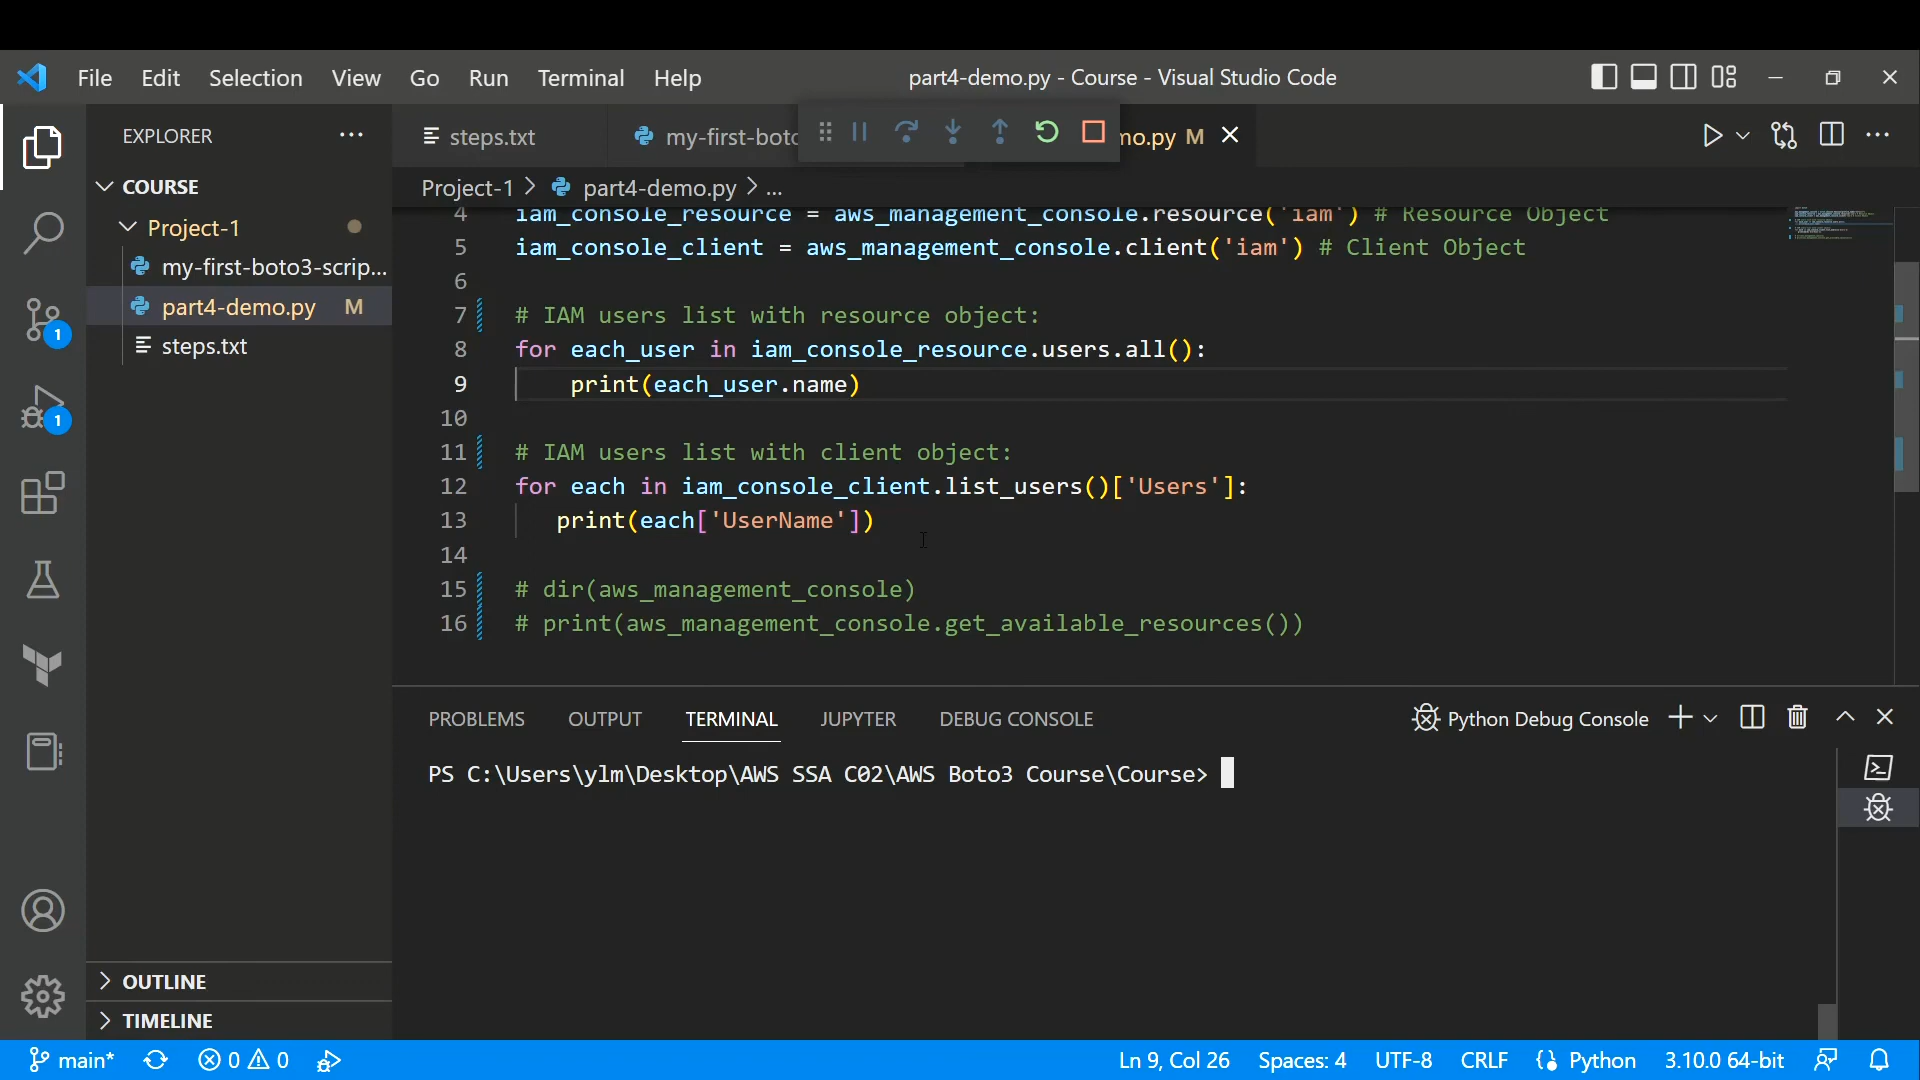 File Edit Selection View Go Run Terminal Help
part4-demo.py - Course - Visual Studio Code
EXPLORER
steps.txt
my-first-boto
mo.py M
COURSE
Project-1 > part4-demo.py > ...
Project-1
my-first-boto3-scrip...
part4-demo.py M
steps.txt
4 iam_console_resource = aws_management_console.resource('iam') # Resource Object
5 iam_console_client = aws_management_console.client('iam') # Client Object
6
7 # IAM users list with resource object:
8 for each_user in iam_console_resource.users.all():
9 print(each_user.name)
10
11 # IAM users list with client object:
12 for each in iam_console_client.list_users()['Users']:
13 print(each['UserName'])
14
15 # dir(aws_management_console)
16 # print(aws_management_console.get_available_resources())
1
1
PROBLEMS OUTPUT TERMINAL JUPYTER DEBUG CONSOLE
Python Debug Console
PS C:\Users\ylm\Desktop\AWS SSA C02\AWS Boto3 Course\Course>
OUTLINE
TIMELINE
main* 0 0
Ln 9, Col 26 Spaces: 4 UTF-8 CRLF Python 3.10.0 64-bit